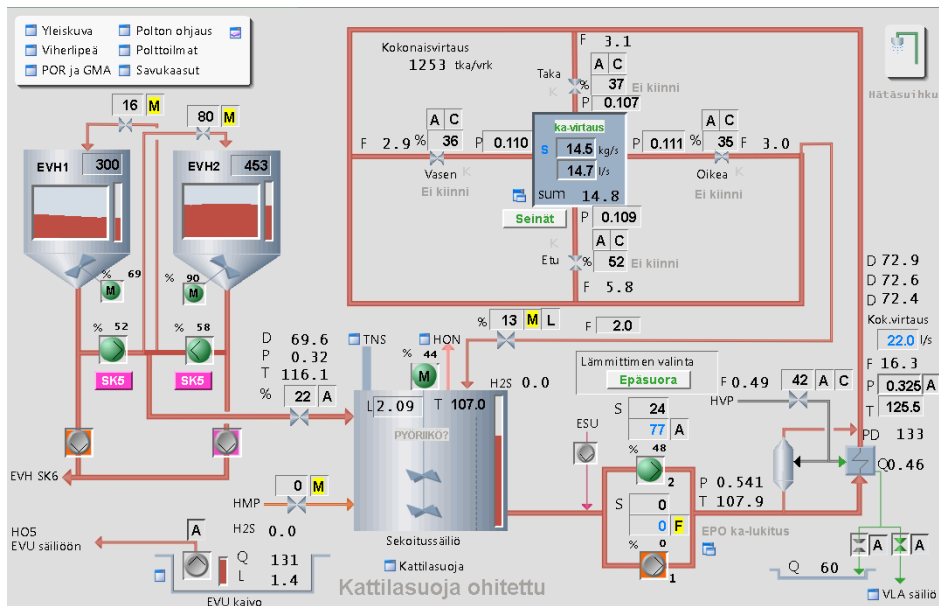 Yleiskuva
Polton ohjaus
Viherlipeä
Polttoilmat
POR ja GMA
Savukaasut
Kokonaisvirtaus
1253 tka/vrk
F 3.1
A C
Taka
% 37 Ei kiinni
K
P 0.107
Hätäsuihku
16 M
80 M
EVH1 300
EVH2 453
F 2.9
A C
% 36
Vasen K
Ei kiinni
P 0.110
ka-virtaus
S 14.5 kg/s
14.7 l/s
sum 14.8
Seinät
P 0.111
A C
% 35
F 3.0
Oikea K
Ei kiinni
P 0.109
K
A C
Etu % 52 Ei kiinni
F 5.8
% 69
M
% 90
M
% 52
% 58
SK5
SK5
D 69.6
P 0.32
T 116.1
% 22 A
TNS
% 44
M
HON
% 13 M L
F 2.0
H2S 0.0
L 2.09
T 107.0
PYÖRIIKÖ?
Sekoitussäiliö
Kattilasuoja
EVH SK6
HMP
0 M
HO5
EVU säiliöön
A
H2S 0.0
Q 131
L 1.4
EVU kaivo
Kattilasuoja ohitettu
Lämmittimen valinta
Epäsuora
ESU
S 24
77 A
% 48
2
S 0
0 F
% 0
1
P 0.541
T 107.9
EPO ka-lukitus
F 0.49
42 A C
HVP
D 72.9
D 72.6
D 72.4
Kok.virtaus
22.0 l/s
F 16.3
P 0.325 A
T 125.5
PD 133
Q 0.46
A
A
Q 60
VLA säiliö